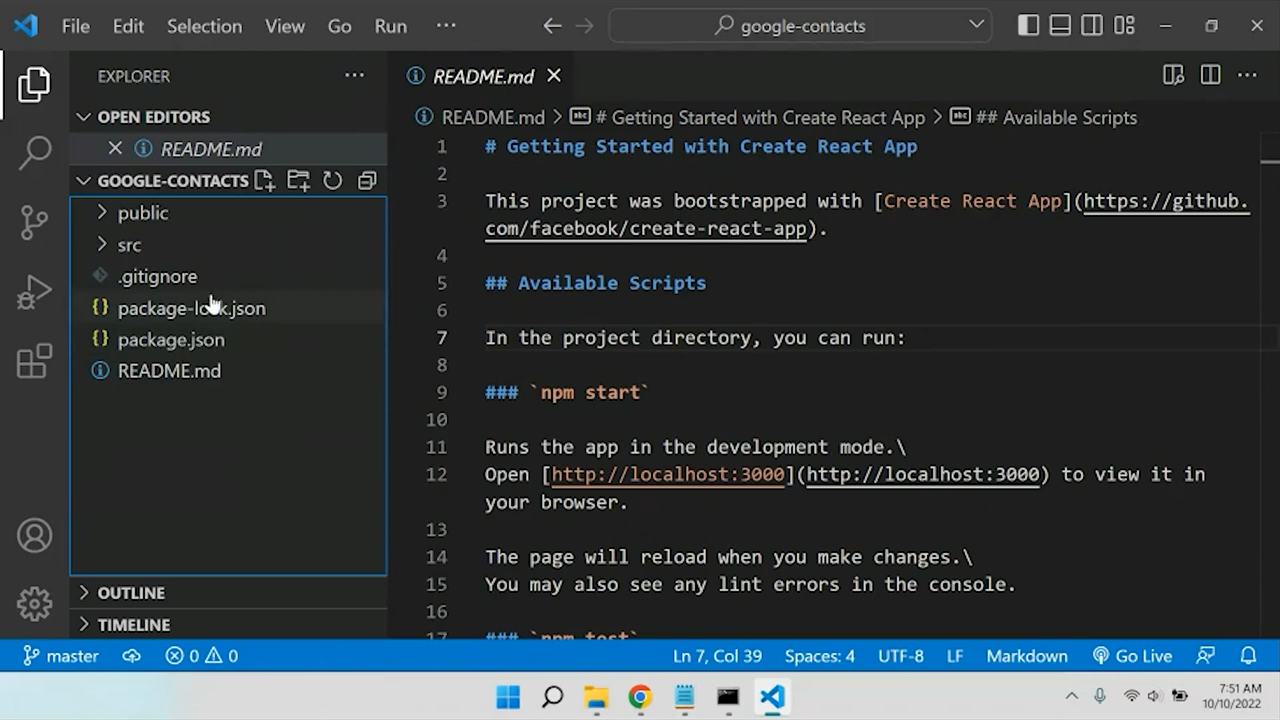 File Edit Selection View Go Run ··· google-contacts
EXPLORER ···
OPEN EDITORS
README.md
GOOGLE-CONTACTS
public
src
.gitignore
package-lock.json
package.json
README.md
OUTLINE
TIMELINE
README.md
README.md > # Getting Started with Create React App > ## Available Scripts
1 # Getting Started with Create React App
2
3 This project was bootstrapped with [Create React App](https://github.
com/facebook/create-react-app).
4
5 ## Available Scripts
6
7 In the project directory, you can run:
8
9 ### `npm start`
10
11 Runs the app in the development mode.\
12 Open [http://localhost:3000](http://localhost:3000) to view it in
your browser.
13
14 The page will reload when you make changes.\
15 You may also see any lint errors in the console.
16
17 ### `npm test`
master 0 0 Ln 7, Col 39 Spaces: 4 UTF-8 LF Markdown Go Live
7:51 AM
10/10/2022